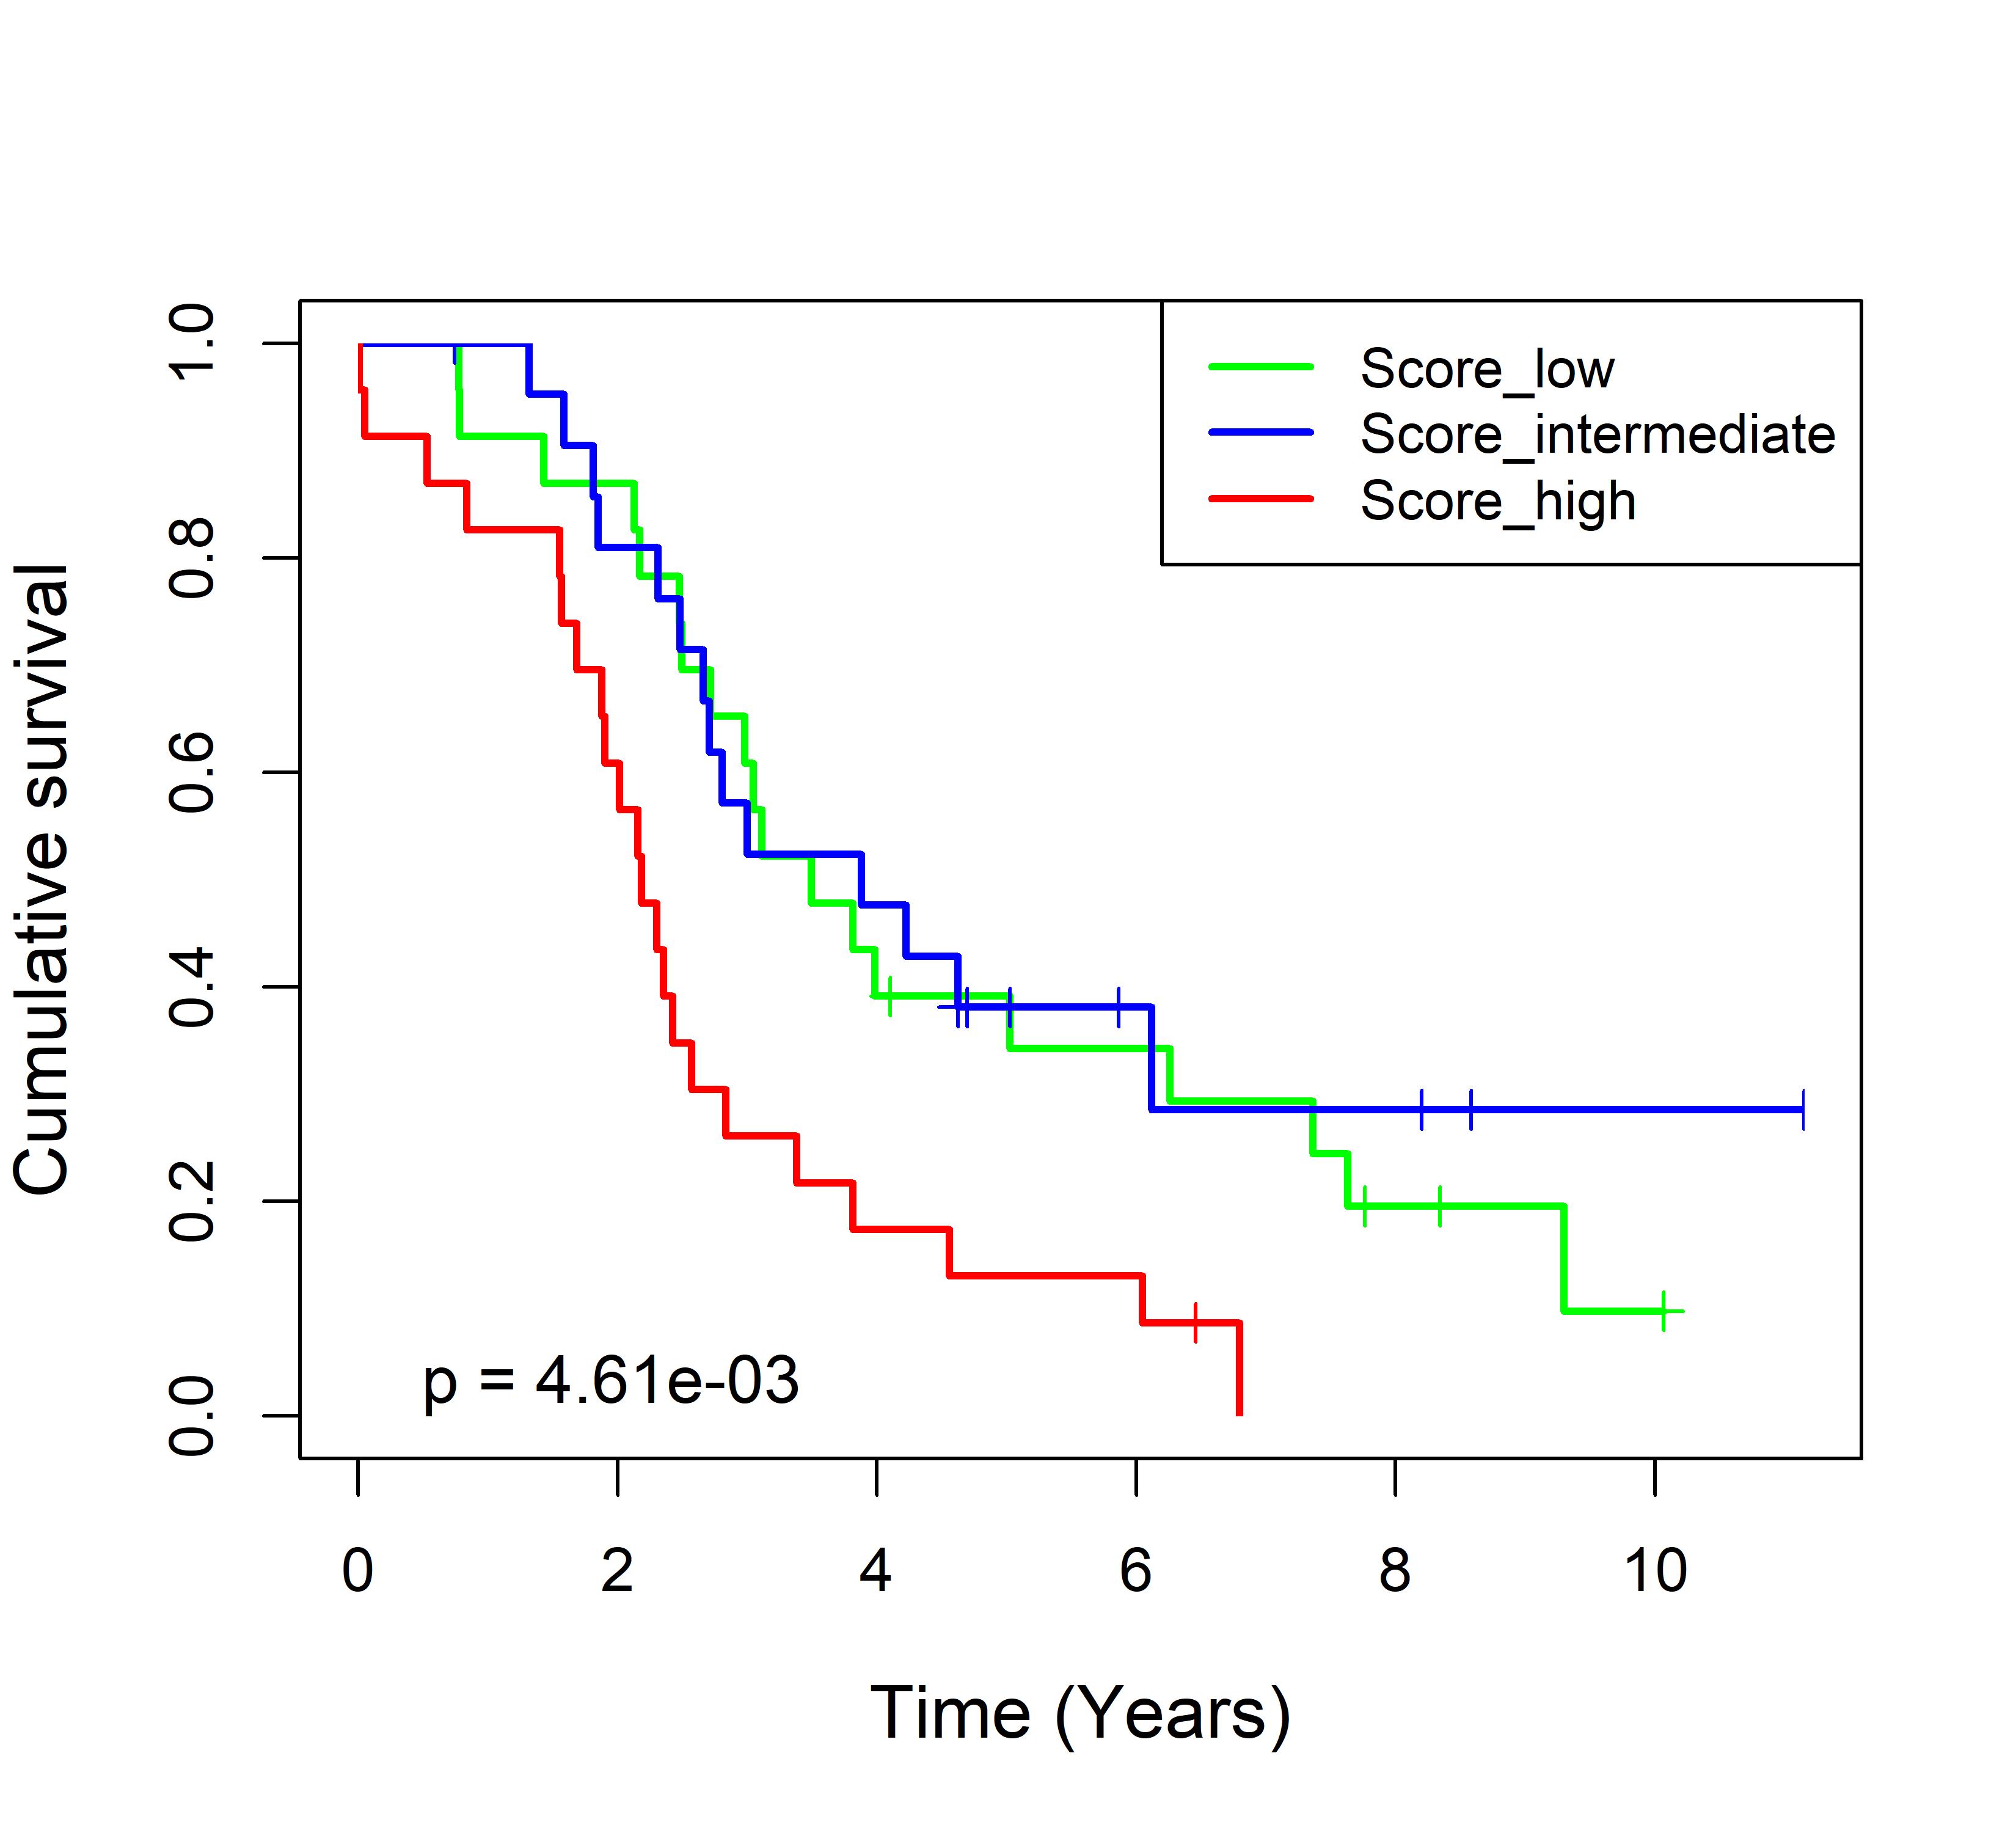 Score_low
Score_intermediate
Score_high
Cumulative survival
1.0
0.8
0.6
0.4
0.2
0.0
p = 4.61e-03
0 2 4 6 8 10
Time (Years)